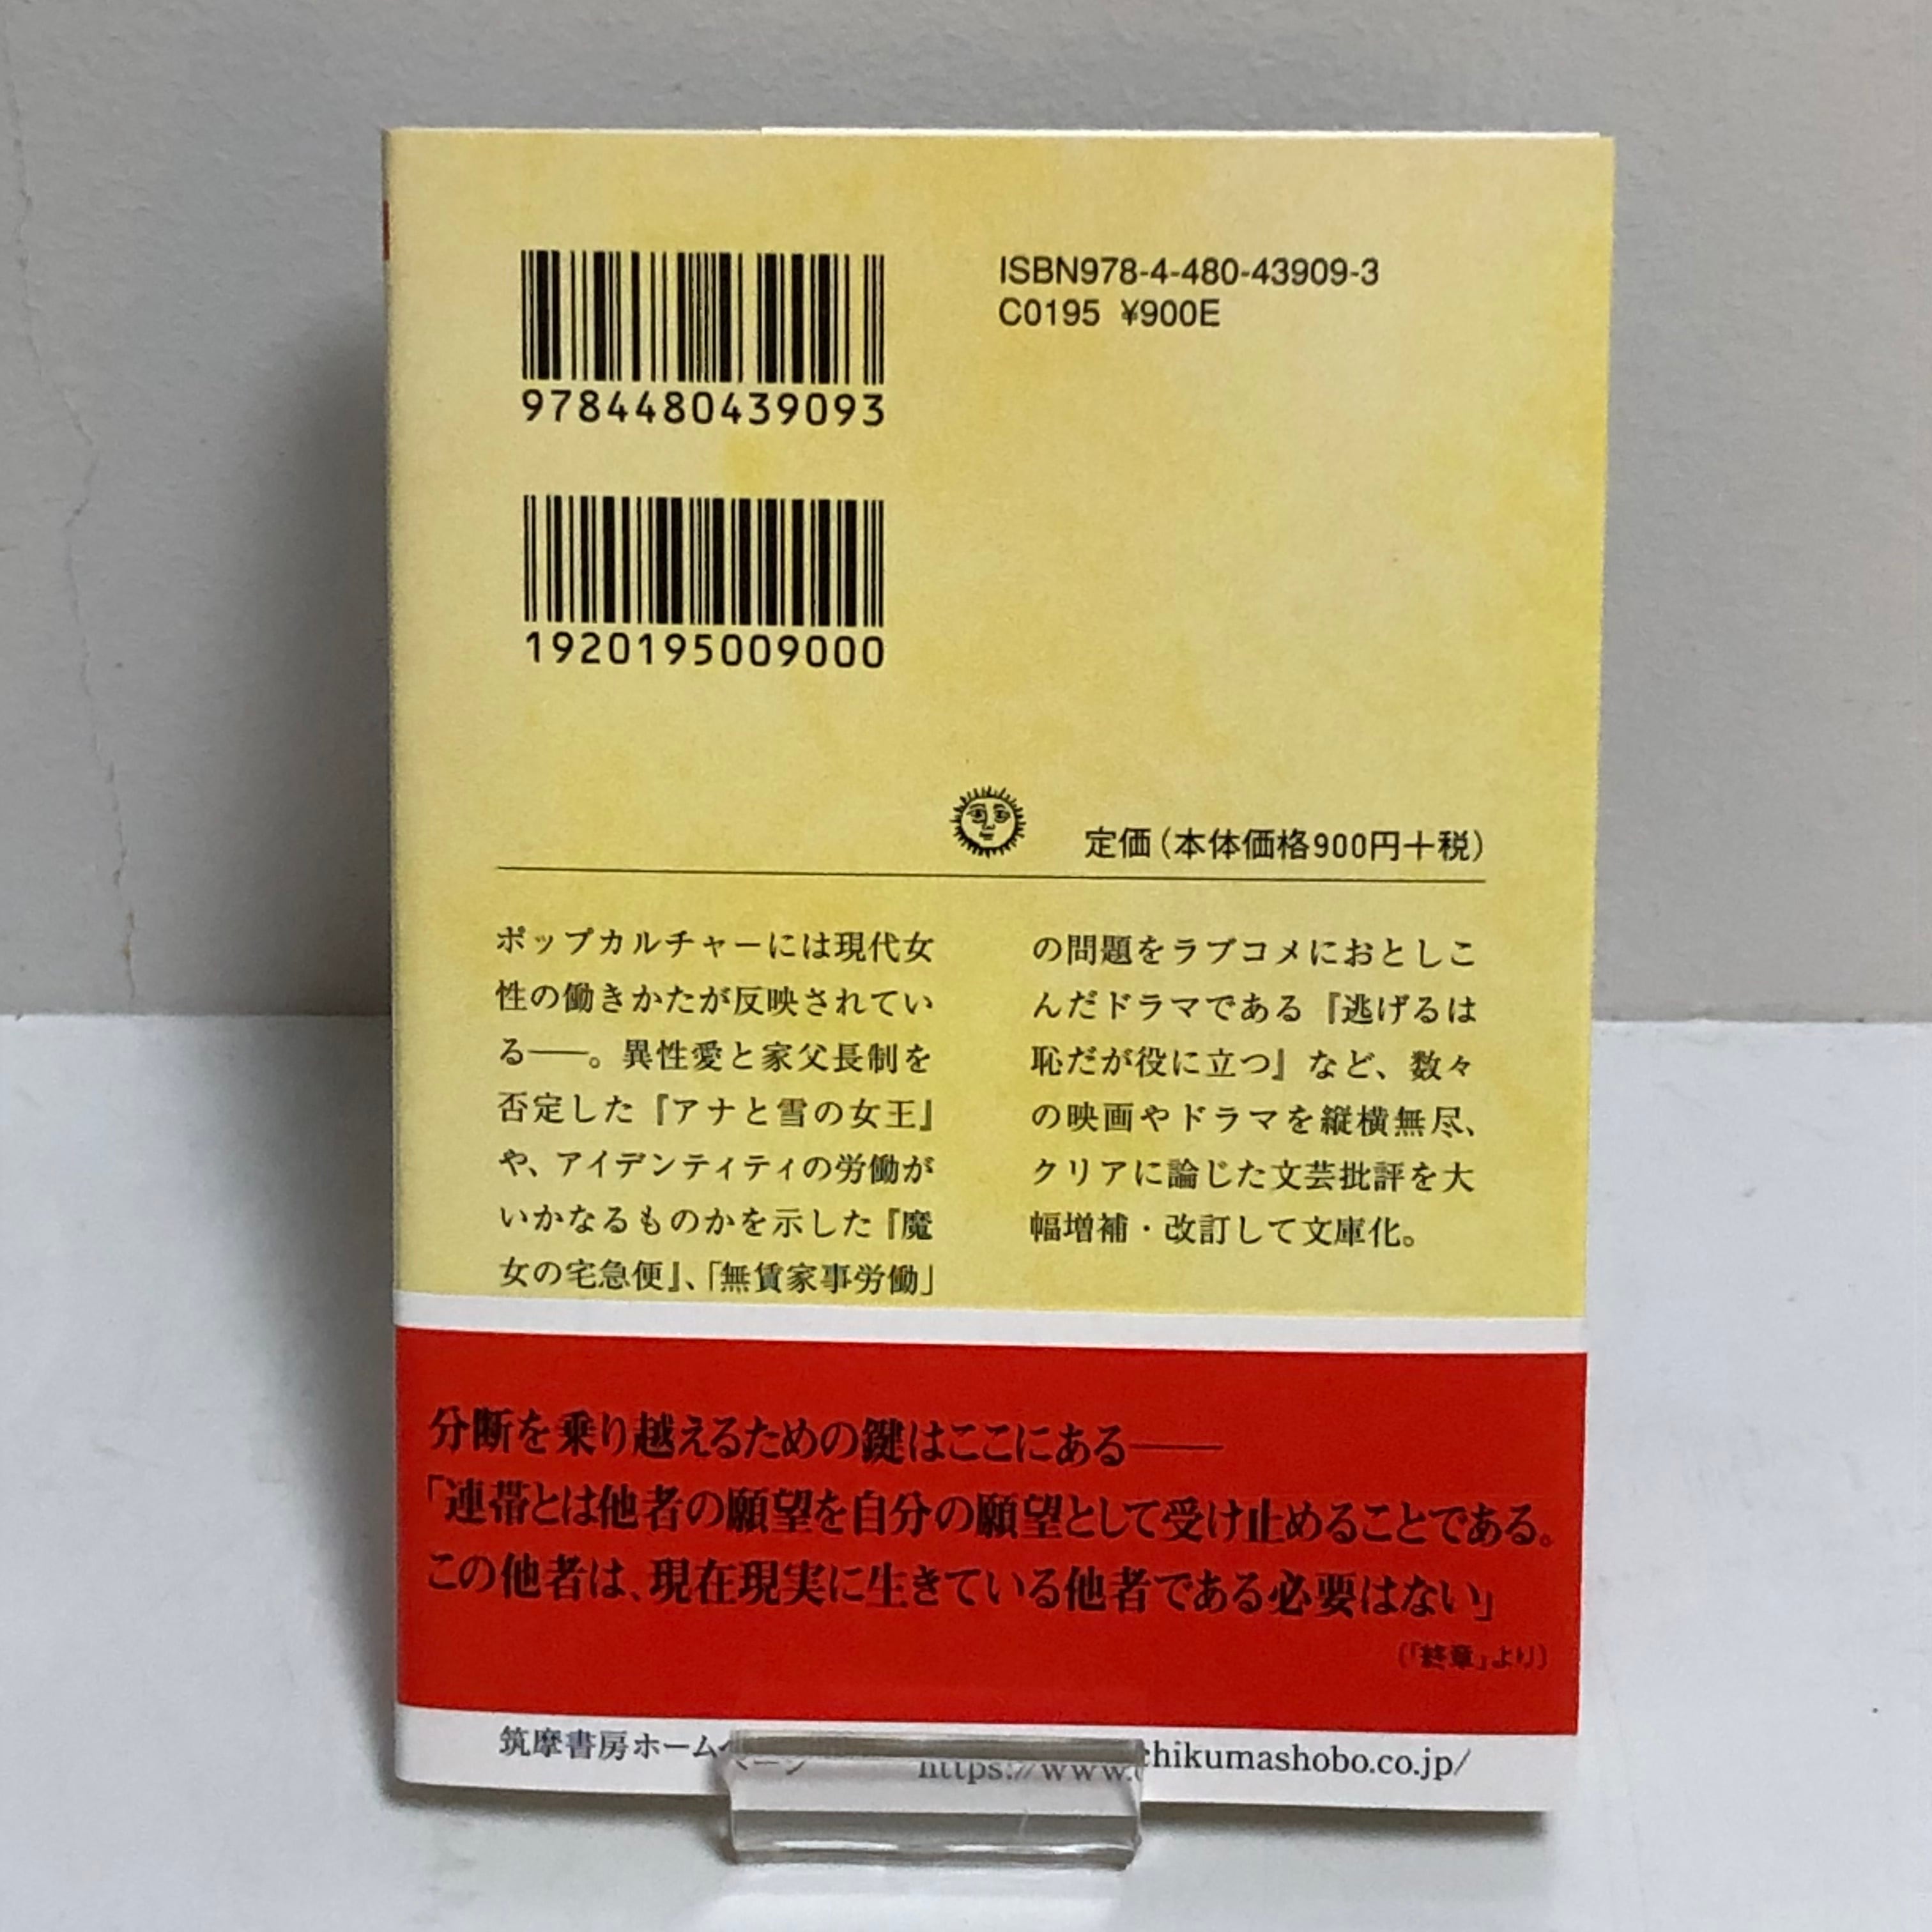 9784480439093
ISBN978-4-480-43909-3
C0195 ¥900E
1920195009000
定価（本体価格900円＋税）
ポップカルチャーには現代女
性の働きかたが反映されてい
る――。異性愛と家父長制を
否定した『アナと雪の女王』
や、アイデンティティの労働が
いかなるものかを示した『魔
女の宅急便』、「無賃家事労働」
の問題をラブコメにおとしこ
んだドラマである『逃げるは
恥だが役に立つ』など、数々
の映画やドラマを縦横無尽、
クリアに論じた文芸批評を大
幅増補・改訂して文庫化。
分断を乗り越えるための鍵はここにある――
「連帯とは他者の願望を自分の願望として受け止めることである。
この他者は、現在現実に生きている他者である必要はない」
（「終章」より）
筑摩書房ホームページ https://www.chikumashobo.co.jp/